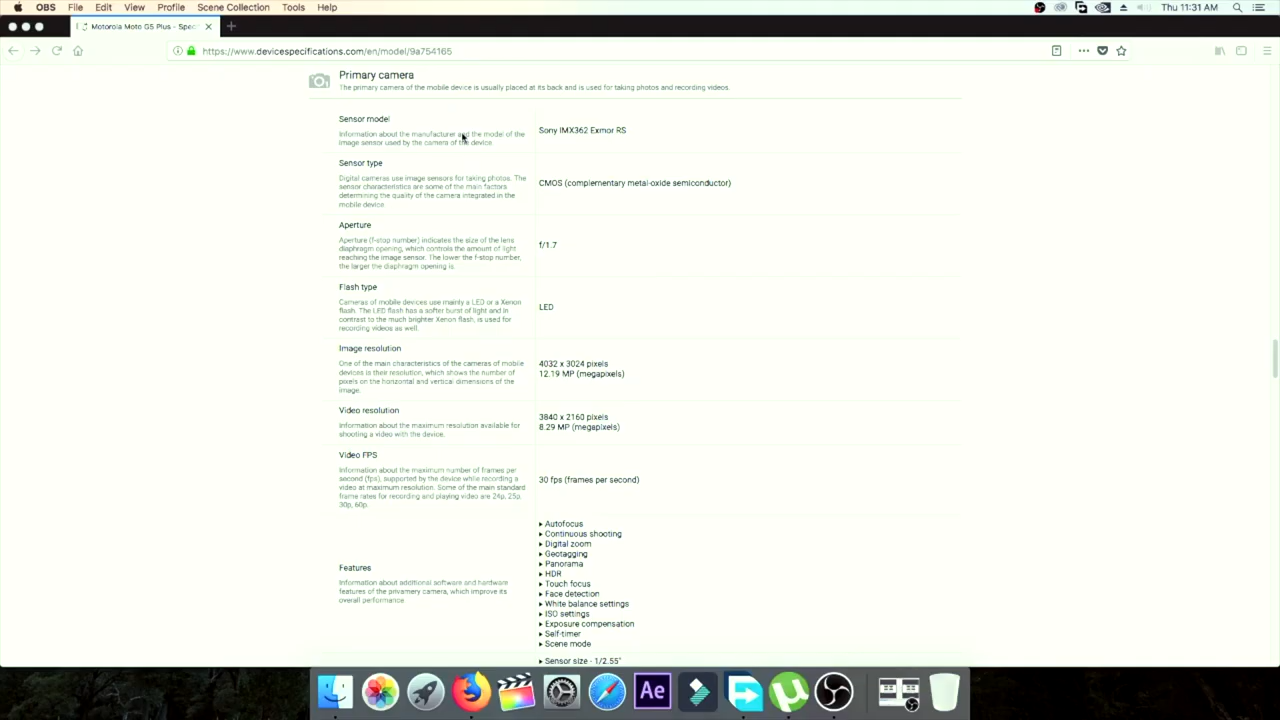 OBS File Edit View Profile Scene Collection Tools Help Thu 11:31 AM
Motorola Moto G5 Plus - Spec
https://www.devicespecifications.com/en/model/9a754165
Primary camera
The primary camera of the mobile device is usually placed at its back and is used for taking photos and recording videos.
Sensor model
Information about the manufacturer and the model of the
image sensor used by the camera of the device.
Sony IMX362 Exmor RS
Sensor type
Digital cameras use image sensors for taking photos. The
sensor characteristics are some of the main factors
determining the quality of the camera integrated in the
mobile device.
CMOS (complementary metal-oxide semiconductor)
Aperture
Aperture (f-stop number) indicates the size of the lens
diaphragm opening, which controls the amount of light
reaching the image sensor. The lower the f-stop number,
the larger the diaphragm opening is.
f/1.7
Flash type
Cameras of mobile devices use mainly a LED or a Xenon
flash. The LED flash has a softer burst of light and in
contrast to the much brighter Xenon flash, is used for
recording videos as well.
LED
Image resolution
One of the main characteristics of the cameras of mobile
devices is their resolution, which shows the number of
pixels on the horizontal and vertical dimensions of the
image.
4032 x 3024 pixels
12.19 MP (megapixels)
Video resolution
Information about the maximum resolution available for
shooting a video with the device.
3840 x 2160 pixels
8.29 MP (megapixels)
Video FPS
Information about the maximum number of frames per
second (fps), supported by the device while recording a
video at maximum resolution. Some of the main standard
frame rates for recording and playing video are 24p, 25p,
30p, 60p.
30 fps (frames per second)
Features
Information about additional software and hardware
features of the privamery camera, which improve its
overall performance.
Autofocus
Continuous shooting
Digital zoom
Geotagging
Panorama
HDR
Touch focus
Face detection
White balance settings
ISO settings
Exposure compensation
Self-timer
Scene mode
Sensor size - 1/2.55"
Ae